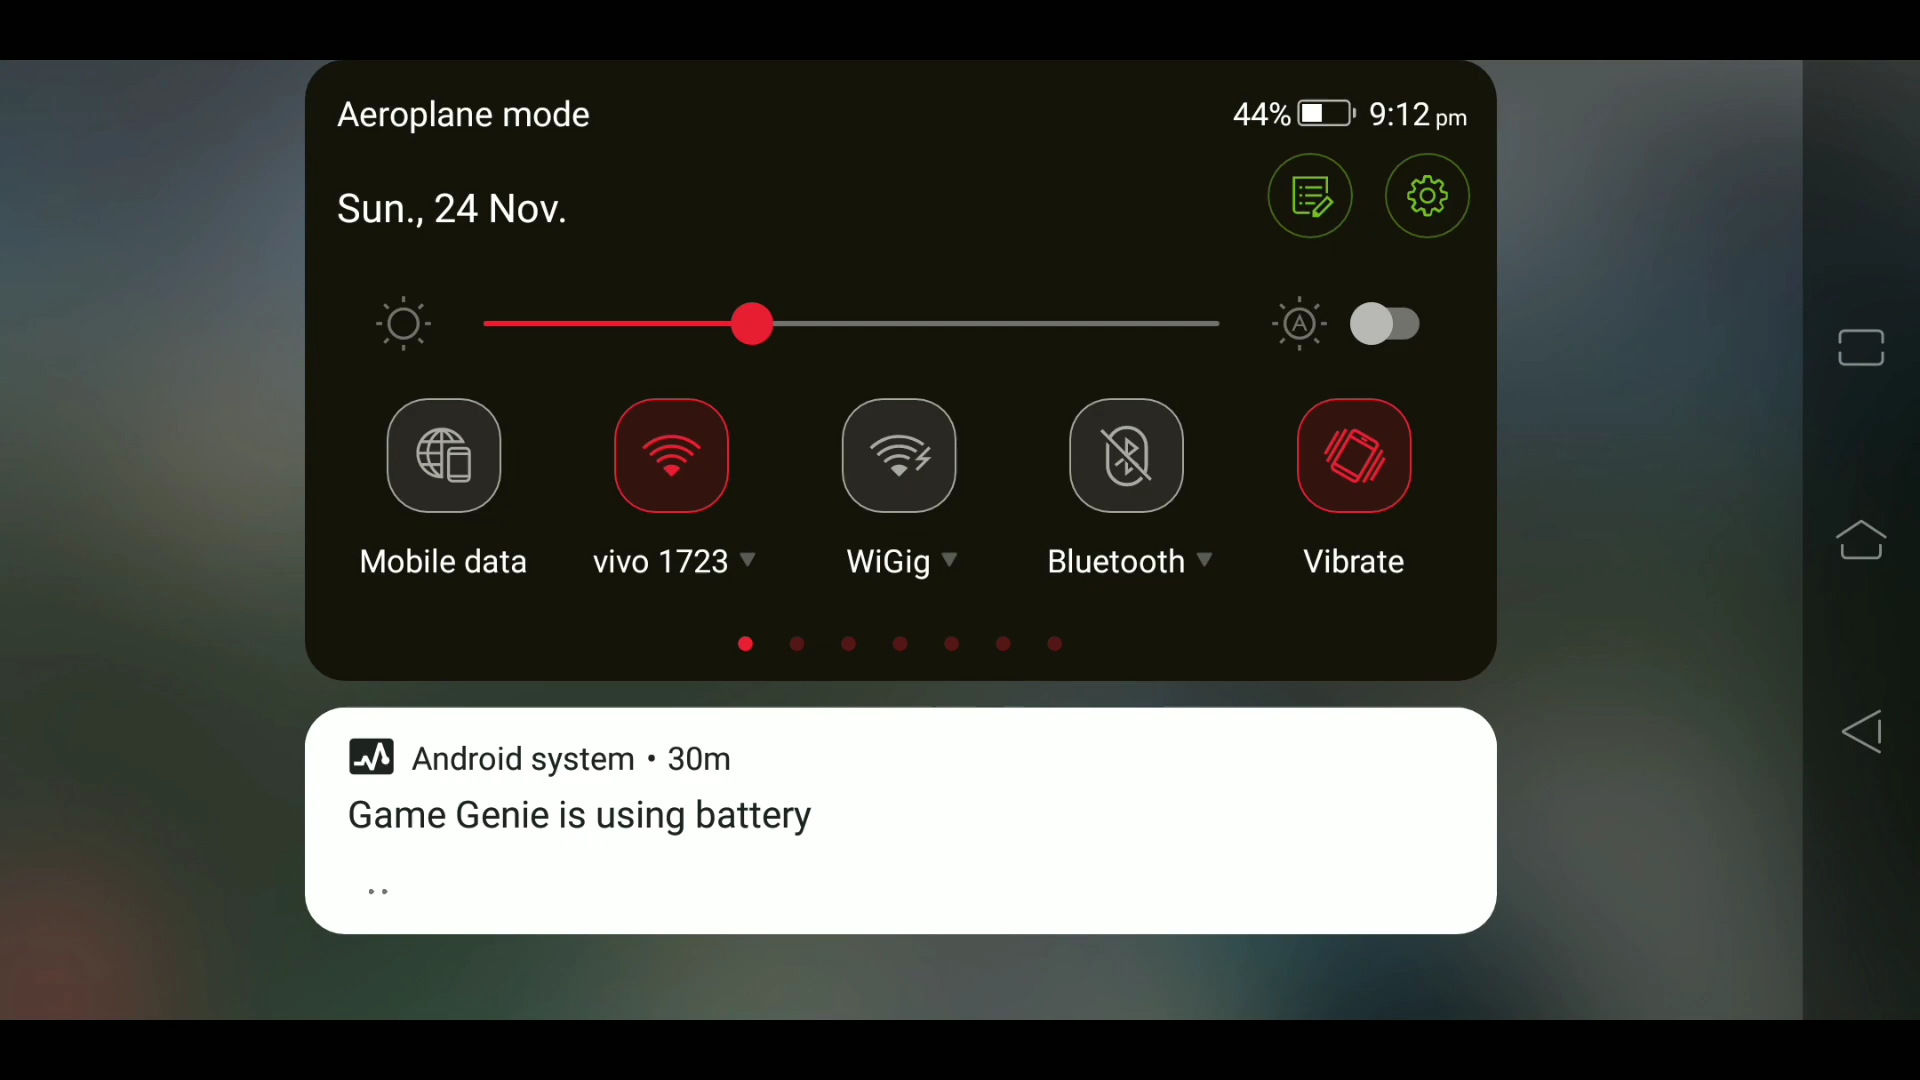 Aeroplane mode 44% 9:12 pm
Sun., 24 Nov.
A
Mobile data vivo 1723 WiGig Bluetooth Vibrate
Android system • 30m
Game Genie is using battery